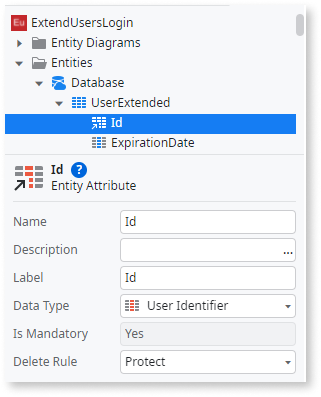 Eu ExtendUsersLogin
Entity Diagrams
Entities
Database
UserExtended
Id
ExpirationDate
Id ?
Entity Attribute
Name Id
Description ...
Label Id
Data Type User Identifier
Is Mandatory Yes
Delete Rule Protect